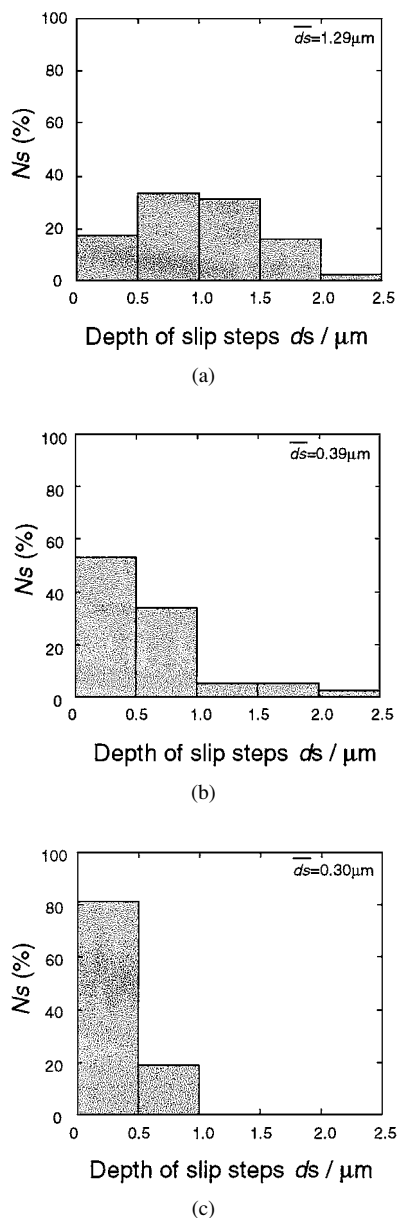 100
80
60
40
20
0
Ns (%)
ds=1.29μm
0 0.5 1.0 1.5 2.0 2.5
Depth of slip steps ds / μm
(a)
100
80
60
40
20
0
Ns (%)
ds=0.39μm
0 0.5 1.0 1.5 2.0 2.5
Depth of slip steps ds / μm
(b)
100
80
60
40
20
0
Ns (%)
ds=0.30μm
0 0.5 1.0 1.5 2.0 2.5
Depth of slip steps ds / μm
(c)